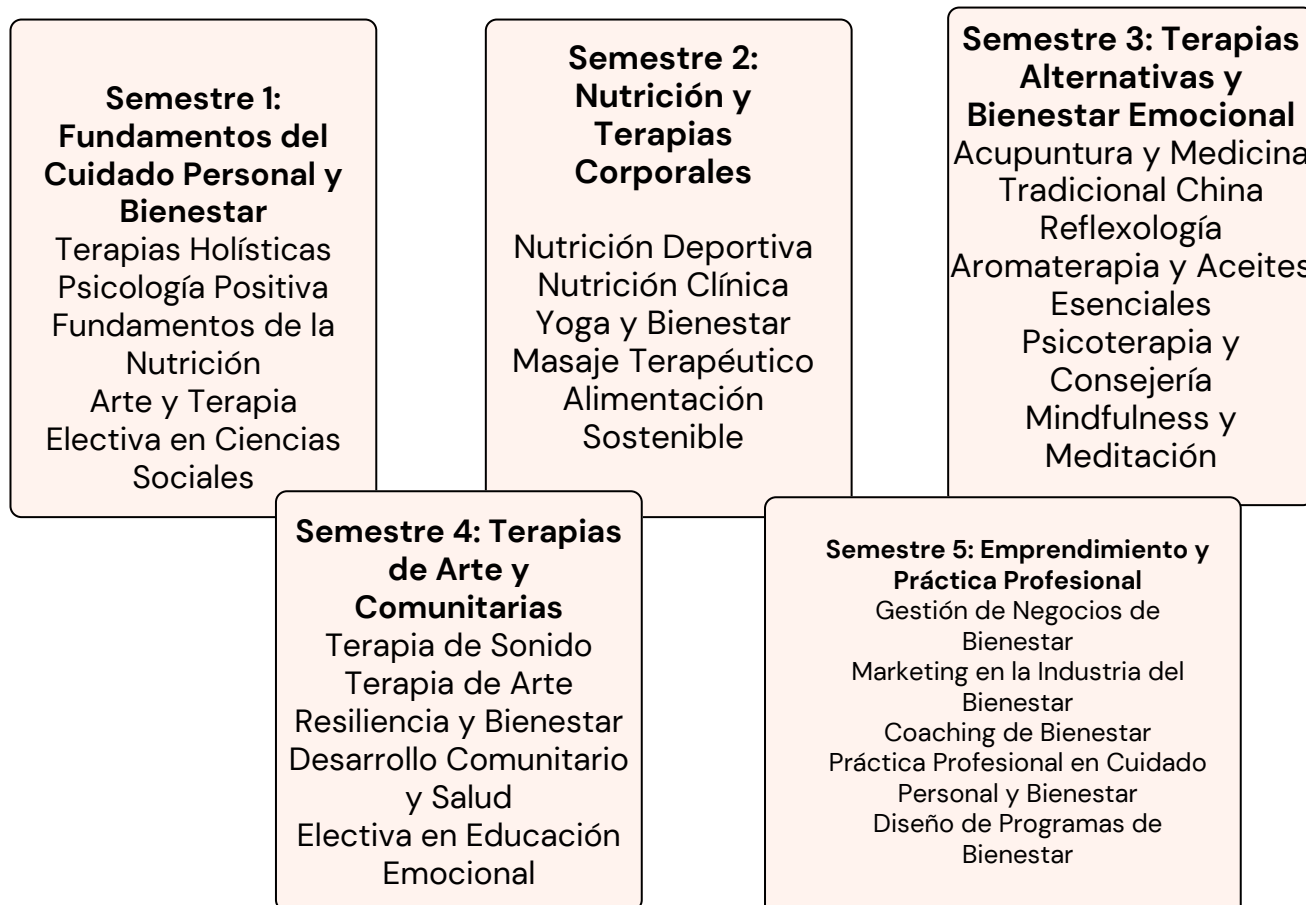 Semestre 1:
Fundamentos del
Cuidado Personal y
Bienestar
Terapias Holísticas
Psicología Positiva
Fundamentos de la
Nutrición
Arte y Terapia
Electiva en Ciencias
Sociales
Semestre 2:
Nutrición y
Terapias
Corporales
Nutrición Deportiva
Nutrición Clínica
Yoga y Bienestar
Masaje Terapéutico
Alimentación
Sostenible
Semestre 3: Terapias
Alternativas y
Bienestar Emocional
Acupuntura y Medicina
Tradicional China
Reflexología
Aromaterapia y Aceites
Esenciales
Psicoterapia y
Consejería
Mindfulness y
Meditación
Semestre 4: Terapias
de Arte y
Comunitarias
Terapia de Sonido
Terapia de Arte
Resiliencia y Bienestar
Desarrollo Comunitario
y Salud
Electiva en Educación
Emocional
Semestre 5: Emprendimiento y
Práctica Profesional
Gestión de Negocios de
Bienestar
Marketing en la Industria del
Bienestar
Coaching de Bienestar
Práctica Profesional en Cuidado
Personal y Bienestar
Diseño de Programas de
Bienestar